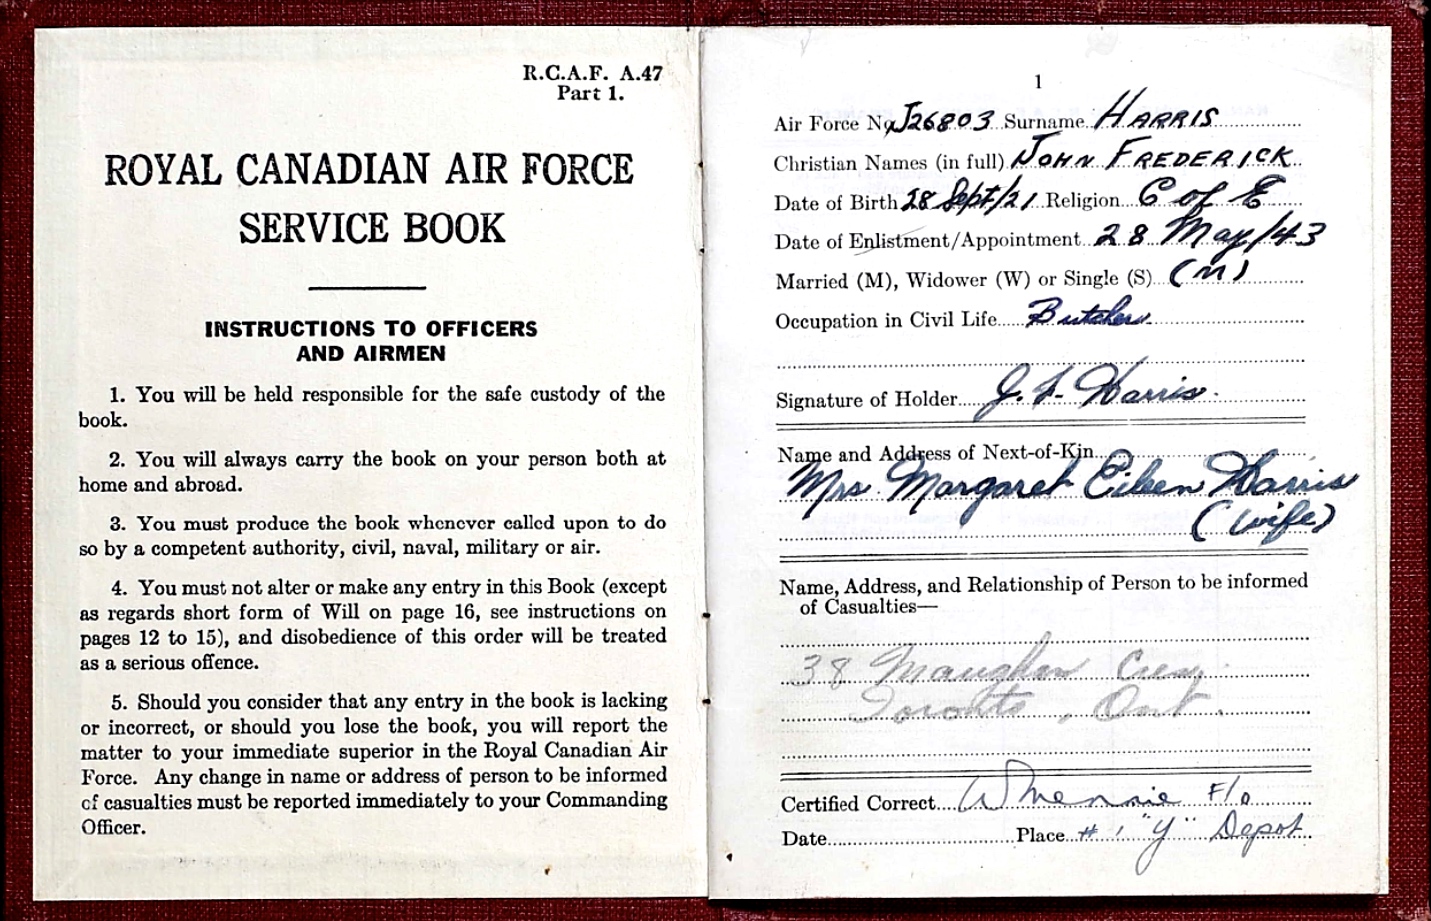 R.C.A.F. A.47
Part 1.
ROYAL CANADIAN AIR FORCE
SERVICE BOOK
INSTRUCTIONS TO OFFICERS
AND AIRMEN
1. You will be held responsible for the safe custody of the
book.
2. You will always carry the book on your person both at
home and abroad.
3. You must produce the book whenever called upon to do
so by a competent authority, civil, naval, military or air.
4. You must not alter or make any entry in this Book (except
as regards short form of Will on page 16, see instructions on
pages 12 to 15), and disobedience of this order will be treated
as a serious offence.
5. Should you consider that any entry in the book is lacking
or incorrect, or should you lose the book, you will report the
matter to your immediate superior in the Royal Canadian Air
Force. Any change in name or address of person to be informed
of casualties must be reported immediately to your Commanding
Officer.
1
Air Force No. J26803 Surname HARRIS
Christian Names (in full) JOHN FREDERICK
Date of Birth 28 Sept/21 Religion C of E
Date of Enlistment/Appointment 28 May/43
Married (M), Widower (W) or Single (S) (M)
Occupation in Civil Life Butcher
Signature of Holder J. F. Harris.
Name and Address of Next-of-Kin
Mrs. Margaret Eileen Harris
(wife)
Name, Address, and Relationship of Person to be informed
of Casualties—
38 Maughan Cres.
Toronto, Ont.
Certified Correct F/O
Date Place # 1 "Y" Depot